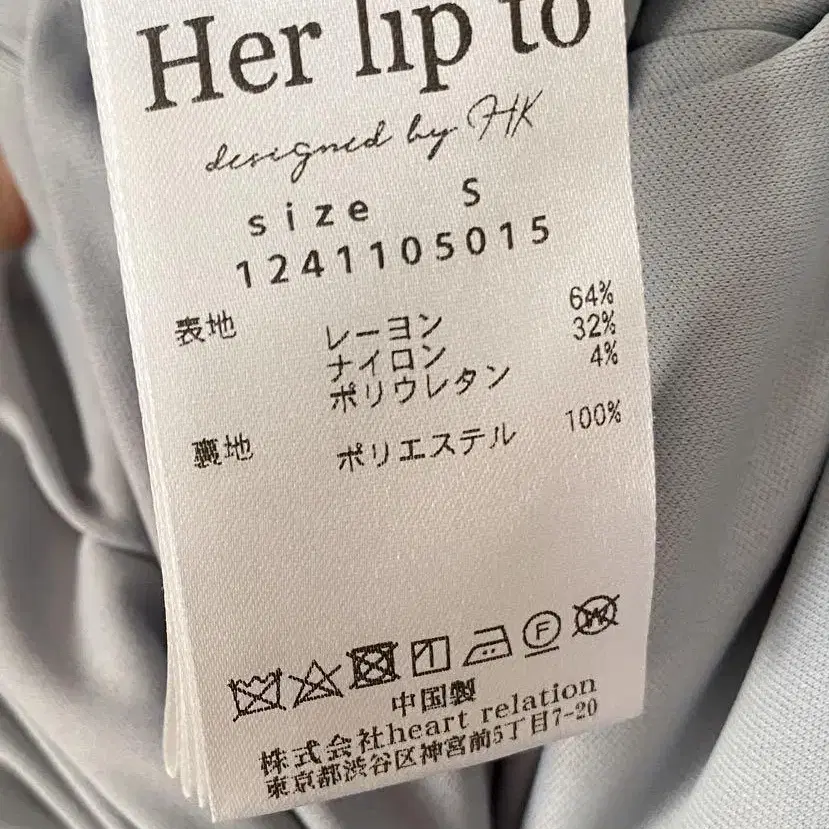 Her lip to
designed by HK
size S
1241105015
表地 レーヨン 64%
ナイロン 32%
ポリウレタン 4%
裏地 ポリエステル 100%
F W
中国製
株式会社heart relation
東京都渋谷区神宮前5丁目7-20